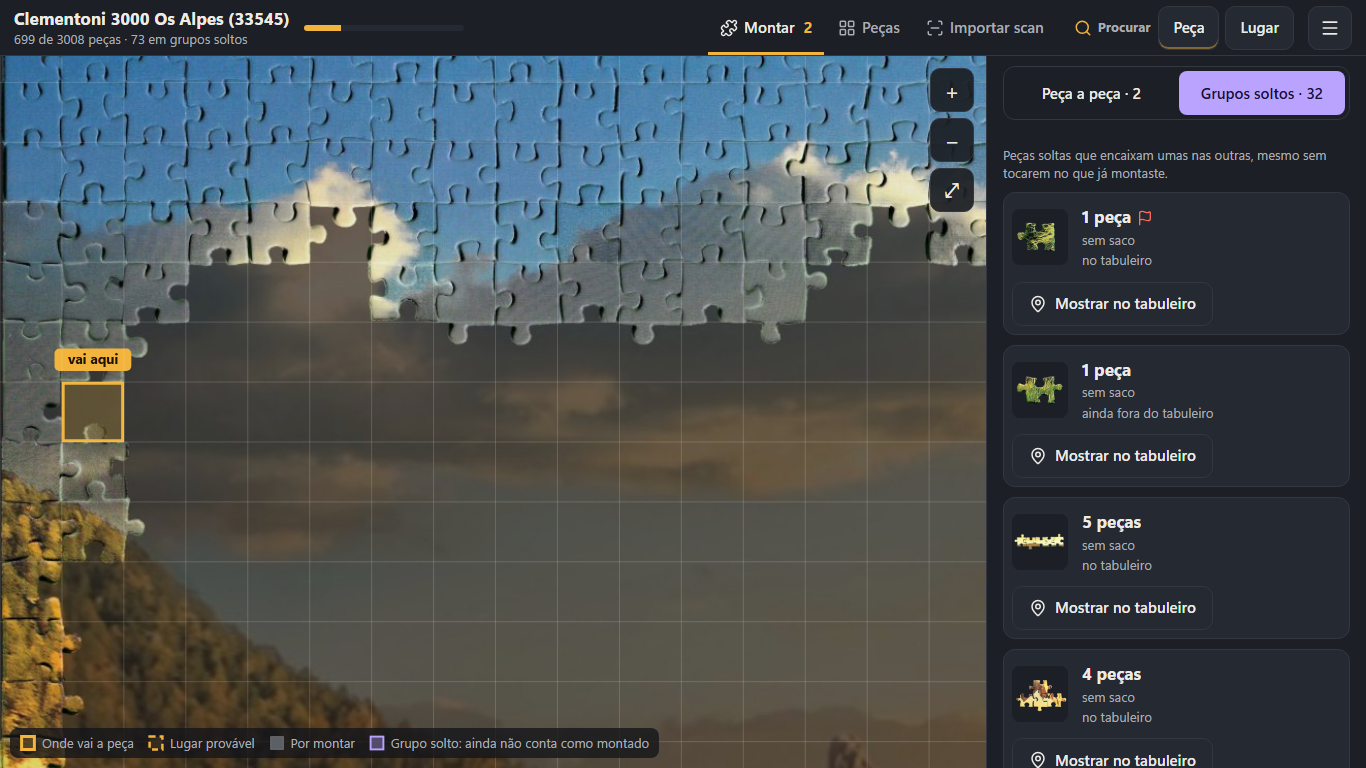 Clementoni 3000 Os Alpes (33545)
699 de 3008 peças · 73 em grupos soltos
Montar 2
Peças
Importar scan
Procurar
Peça
Lugar
Peça a peça · 2
Grupos soltos · 32
Peças soltas que encaixam umas nas outras, mesmo sem
tocarem no que já montaste.
1 peça
sem saco
no tabuleiro
Mostrar no tabuleiro
1 peça
sem saco
ainda fora do tabuleiro
Mostrar no tabuleiro
5 peças
sem saco
no tabuleiro
Mostrar no tabuleiro
4 peças
sem saco
no tabuleiro
Mostrar no tabuleiro
vai aqui
Onde vai a peça
Lugar provável
Por montar
Grupo solto: ainda não conta como montado